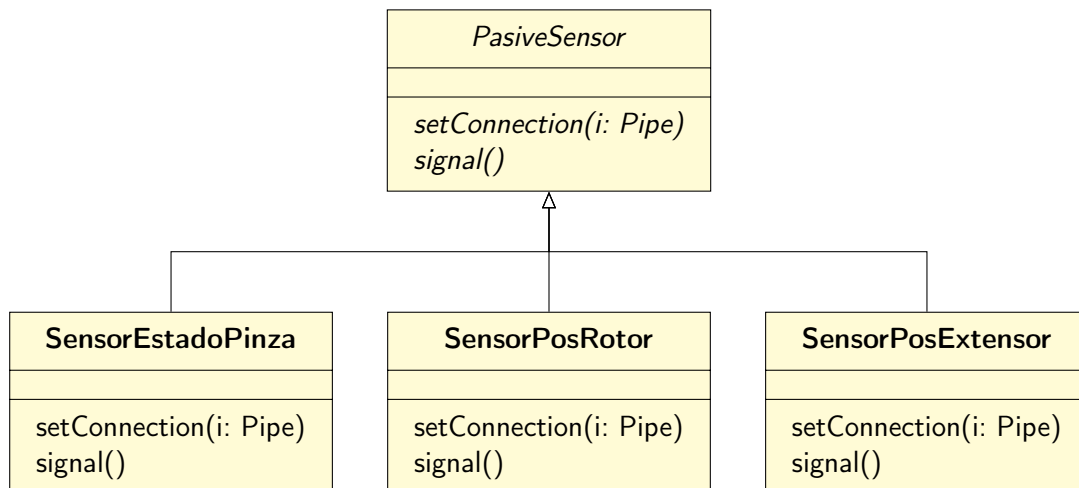 PasiveSensor
setConnection(i: Pipe)
signal()
SensorEstadoPinza
setConnection(i: Pipe)
signal()
SensorPosRotor
setConnection(i: Pipe)
signal()
SensorPosExtensor
setConnection(i: Pipe)
signal()